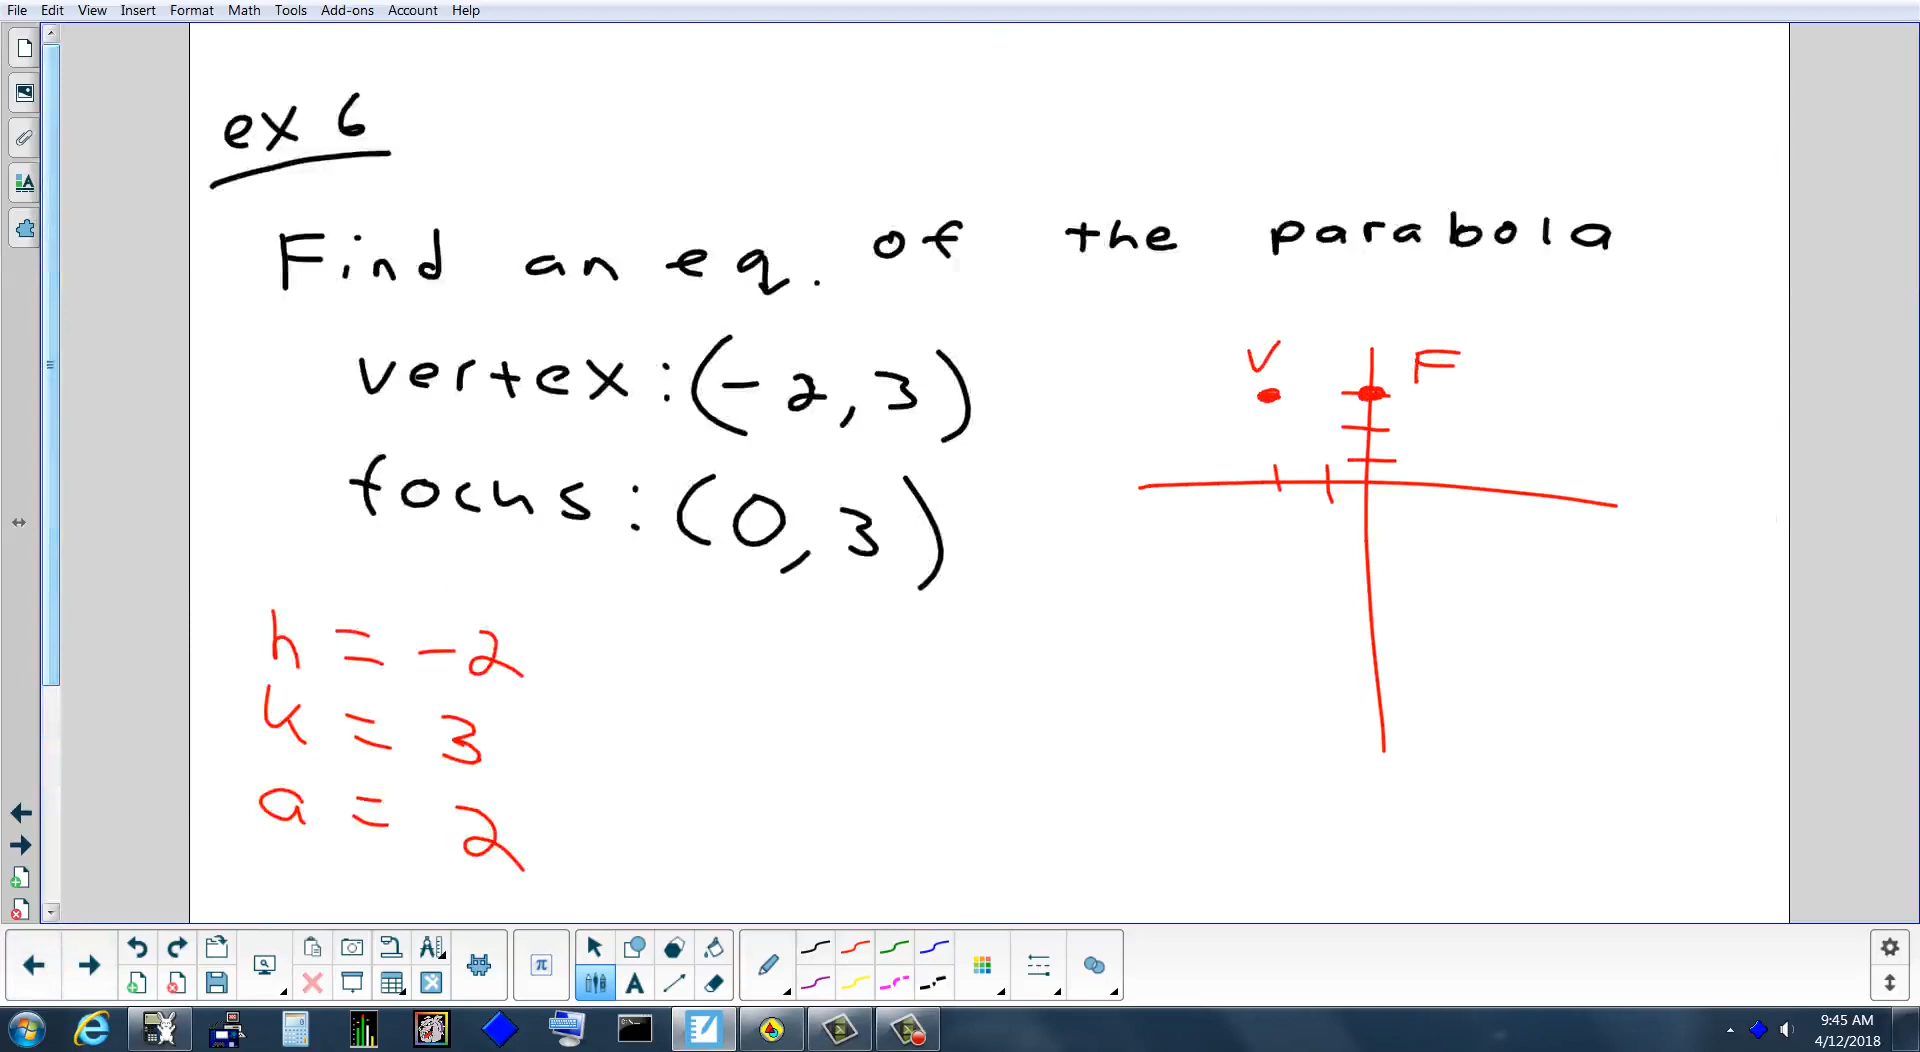 File Edit View Insert Format Math Tools Add-ons Account Help
ex 6
Find an eq. of the parabola
vertex: (-2, 3)
focus: (0, 3)
V F
h = -2
k = 3
a = 2
π
A
9:45 AM
4/12/2018